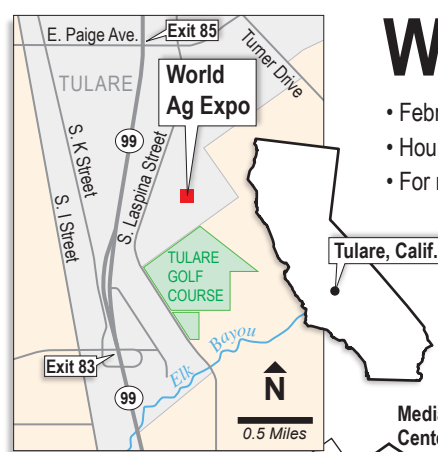 E. Paige Ave.
Exit 85
Turner Drive
TULARE
World
Ag Expo
99
S. K Street
S. I Street
S. Laspina Street
TULARE
GOLF
COURSE
Elk Bayou
Exit 83
99
N
0.5 Miles
W
• Febr
• Hou
• For
Tulare, Calif.
Media
Cente